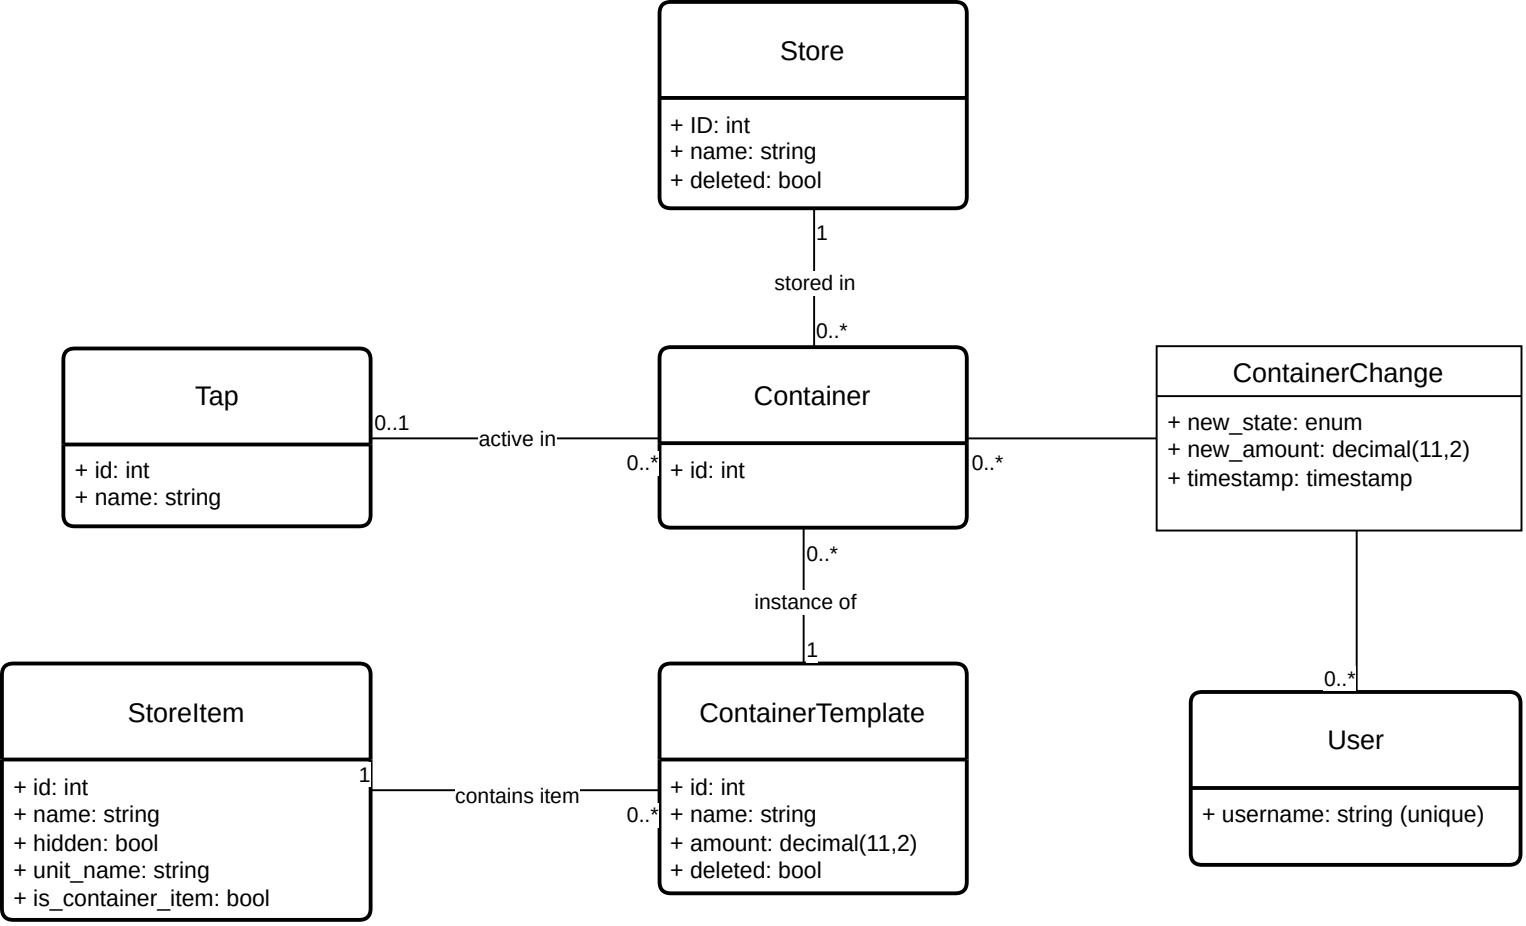 Store
+ ID: int
+ name: string
+ deleted: bool
1
stored in
0..*
Tap
+ id: int
+ name: string
0..1
active in
0..*
Container
+ id: int
0..*
ContainerChange
+ new_state: enum
+ new_amount: decimal(11,2)
+ timestamp: timestamp
0..*
instance of
1
StoreItem
+ id: int
+ name: string
+ hidden: bool
+ unit_name: string
+ is_container_item: bool
1
contains item
0..*
ContainerTemplate
+ id: int
+ name: string
+ amount: decimal(11,2)
+ deleted: bool
0..*
User
+ username: string (unique)